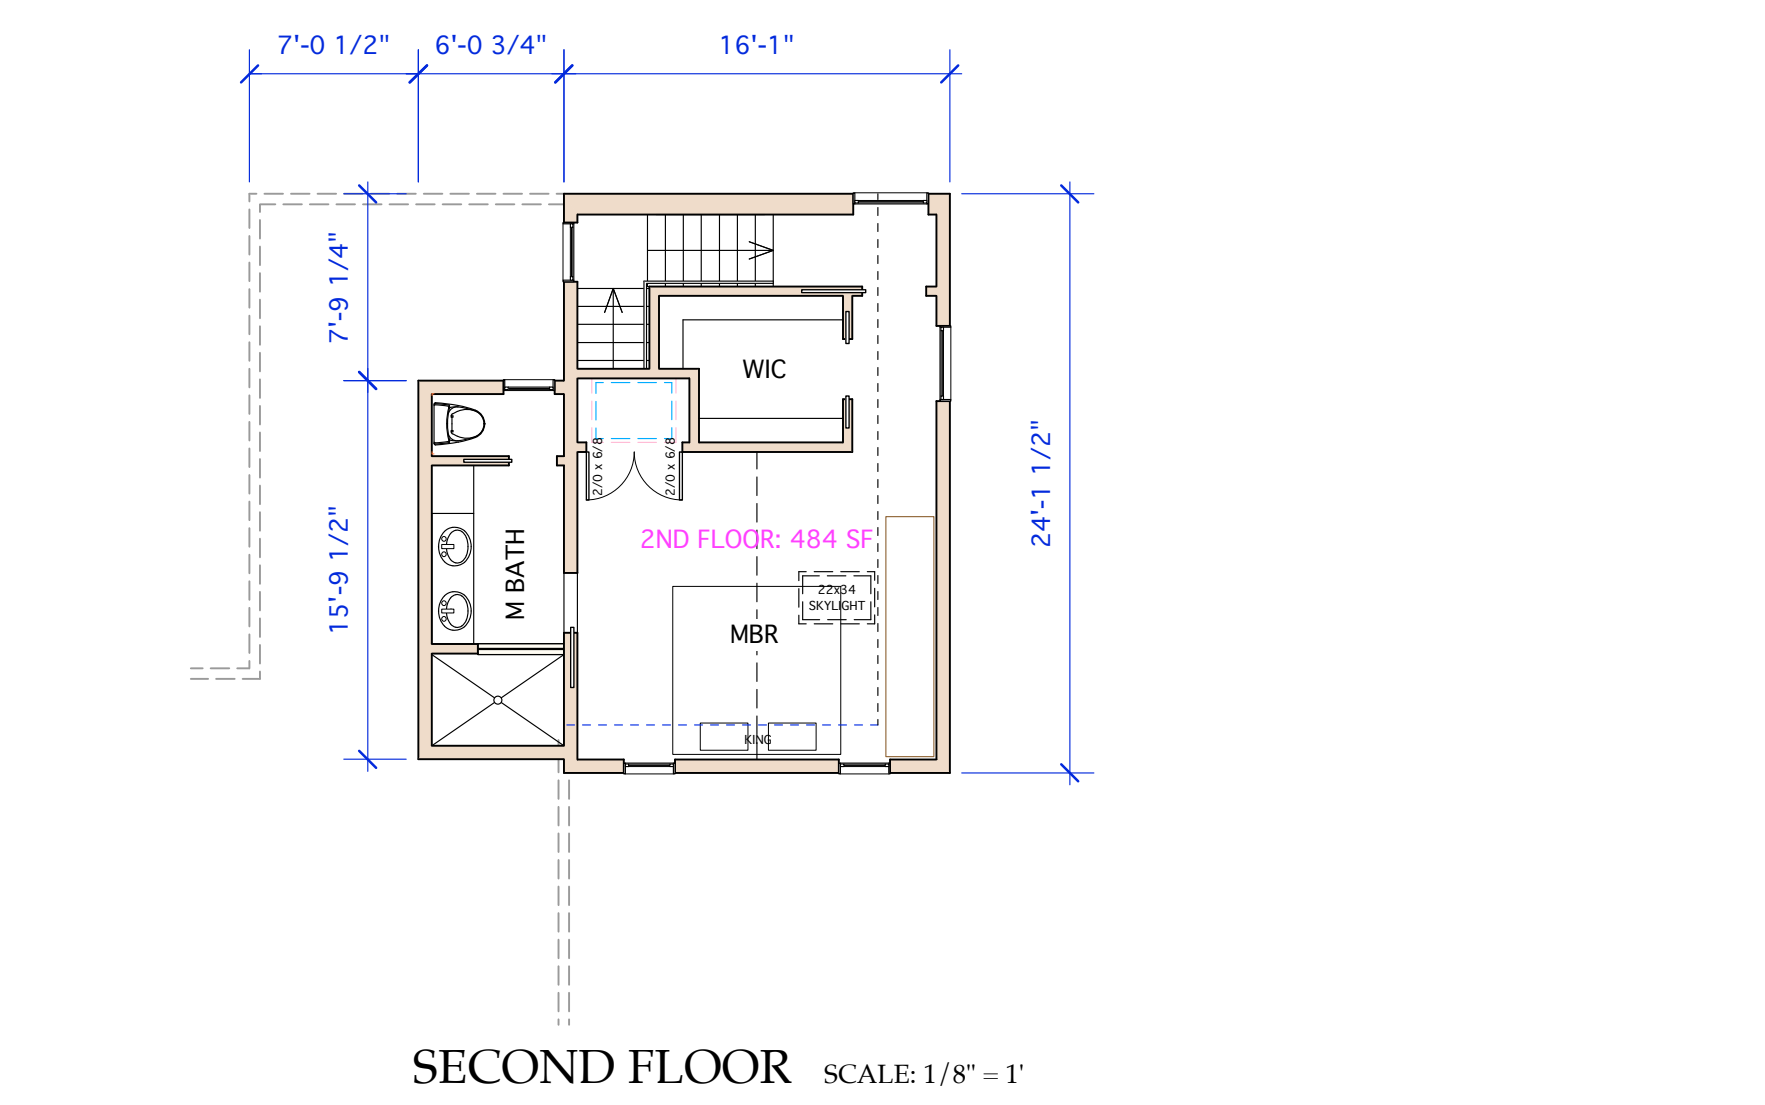 7'-0 1/2"
6'-0 3/4"
16'-1"
7'-9 1/4"
15'-9 1/2"
24'-1 1/2"
WIC
2/0 x 6/8
2/0 x 6/8
2ND FLOOR: 484 SF
M BATH
22x34
SKYLIGHT
MBR
KING
SECOND FLOOR SCALE: 1/8" = 1'